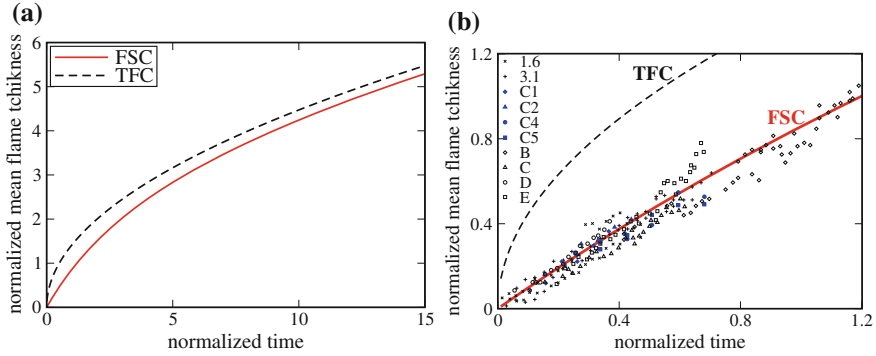 (a)
normalized mean flame tchikness
6
5
4
3
2
1
0
FSC
TFC
0
5
10
15
normalized time
(b)
normalized mean flame tchikness
1.2
0.8
0.4
0
1.6
3.1
C1
C2
C4
C5
B
C
D
E
TFC
FSC
0
0.4
0.8
1.2
normalized time